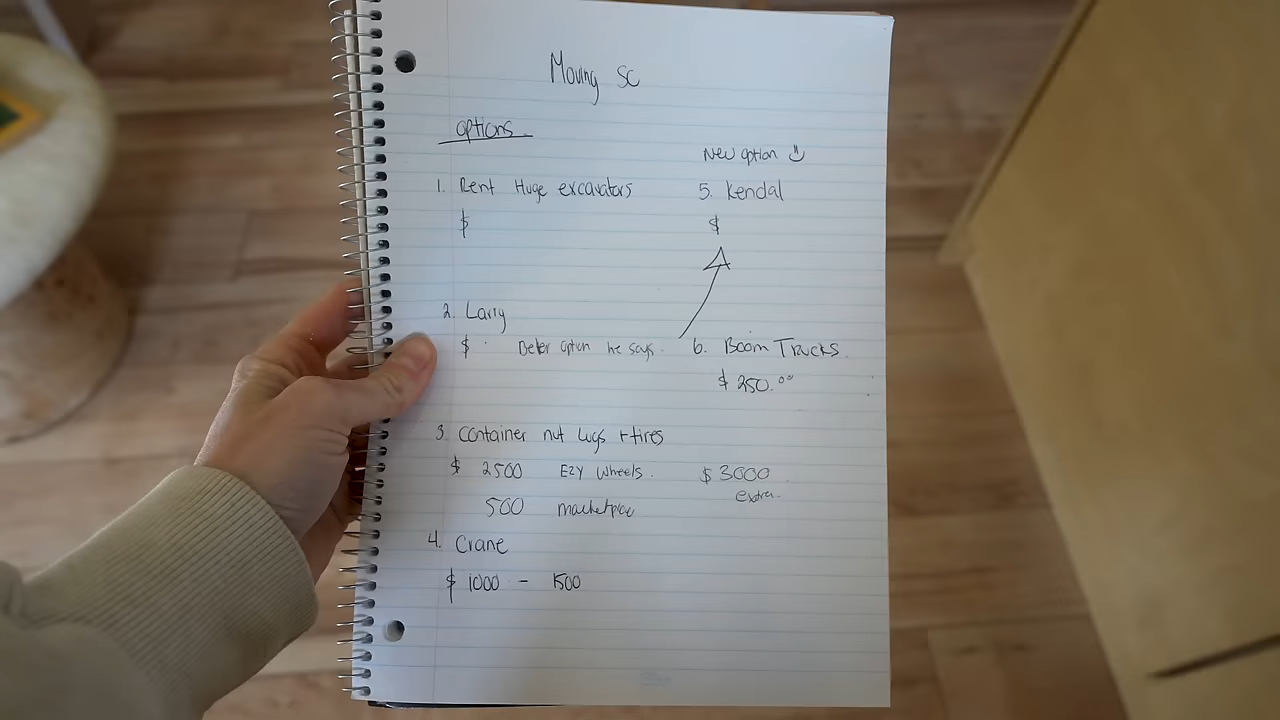 Moving SC
options
1. Rent Huge excavators
$
2. Larry
$ Better option he says.
3. Container nut lugs + tires
$ 2500 EZY Wheels.
500 marketplace
$ 3000
extra.
4. Crane
$ 1000 - 1500
New option
5. Kendal
$
6. Boom Trucks
$ 250.00